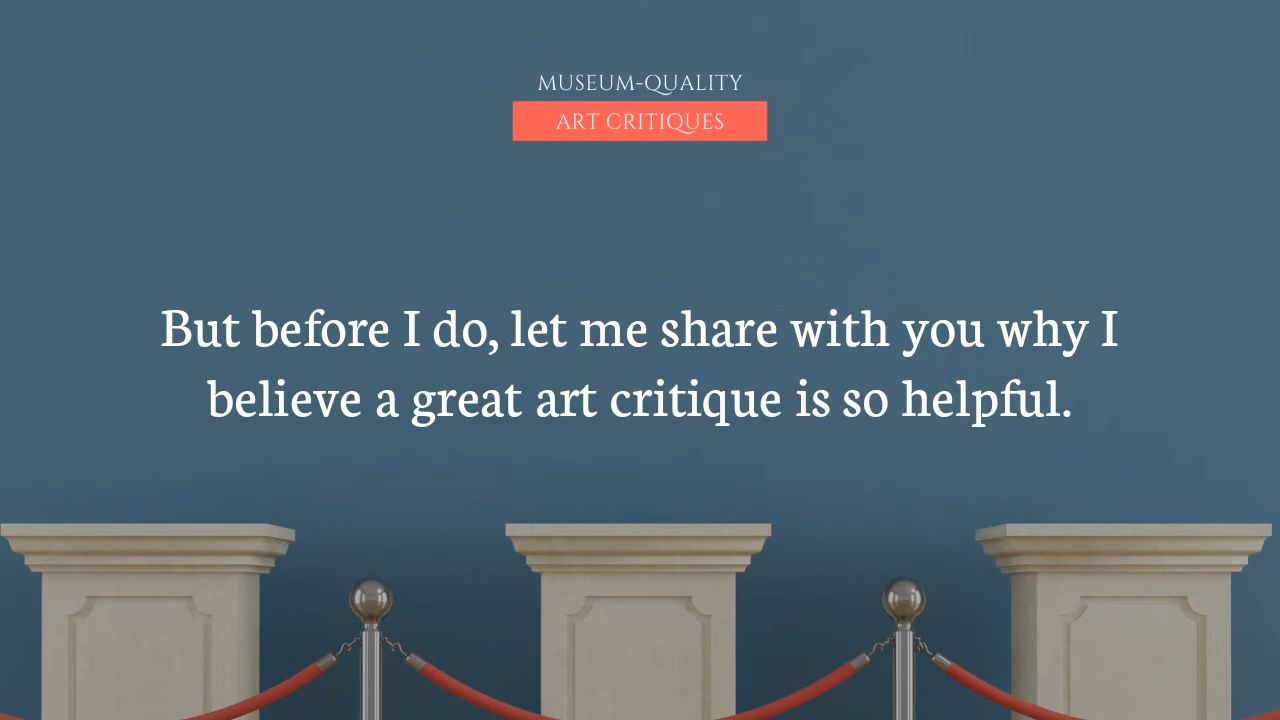 MUSEUM-QUALITY
ART CRITIQUES
But before I do, let me share with you why I
believe a great art critique is so helpful.